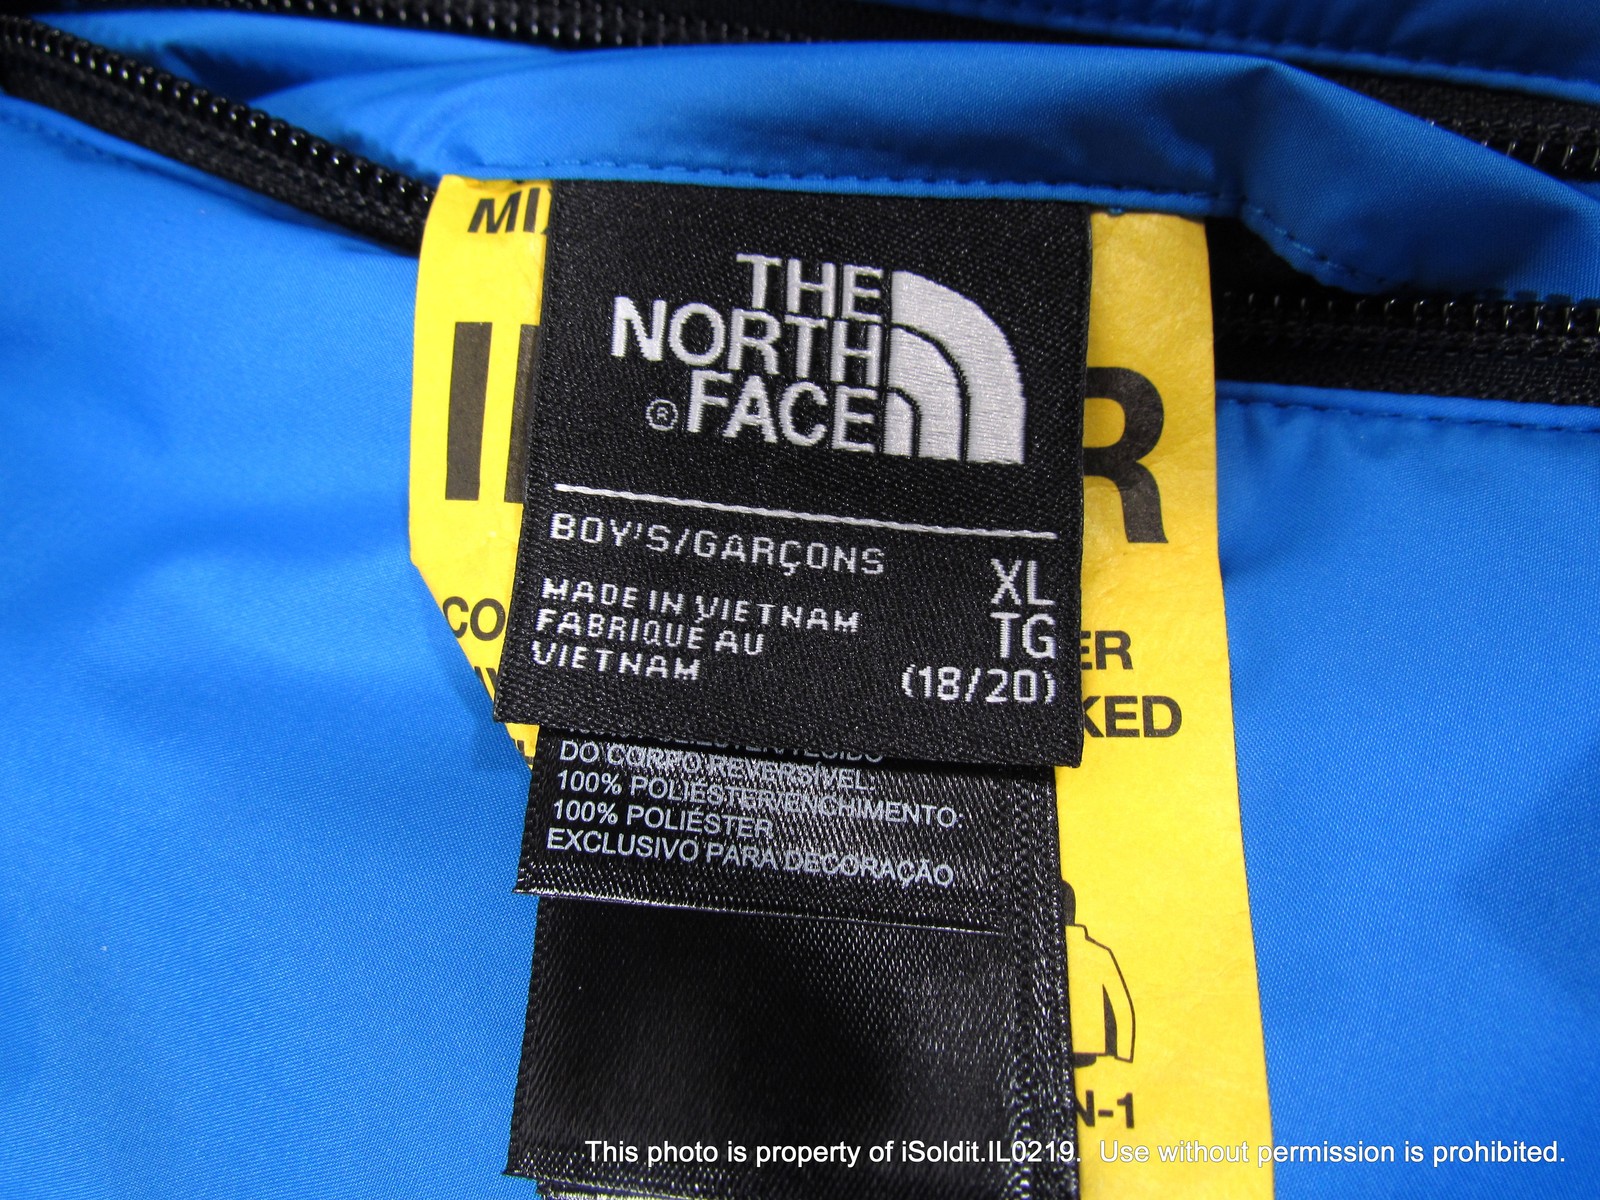 THE
NORTH
FACE
®
BOY'S/GARÇONS
MADE IN VIETNAM
FABRIQUE AU
VIETNAM
XL
TG
(18/20)
DO CORPO REVERSÍVEL:
100% POLIÉSTER/ENCHIMENTO:
100% POLIÉSTER
EXCLUSIVO PARA DECORAÇÃO
MI
R
CO
ER
KED
N-1
This photo is property of iSoldit.IL0219. Use without permission is prohibited.